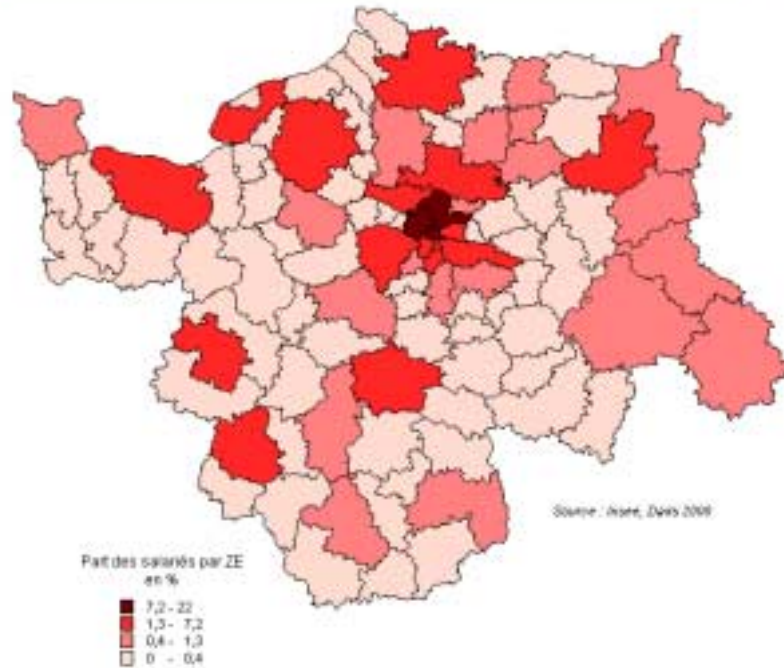 Source : Insee, Dads 2000
Part des salariés par ZE
en %
7,2 - 22
1,3 - 7,2
0,4 - 1,3
0 - 0,4